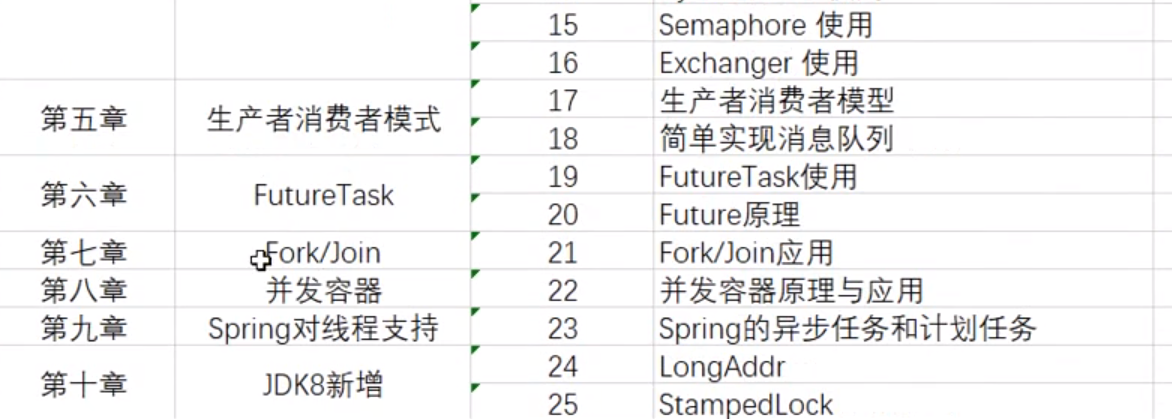 15 Semaphore 使用
16 Exchanger 使用
第五章 生产者消费者模式 17 生产者消费者模型
18 简单实现消息队列
第六章 FutureTask 19 FutureTask使用
20 Future原理
第七章 Fork/Join 21 Fork/Join应用
第八章 并发容器 22 并发容器原理与应用
第九章 Spring对线程支持 23 Spring的异步任务和计划任务
第十章 JDK8新增 24 LongAddr
25 StampedLock